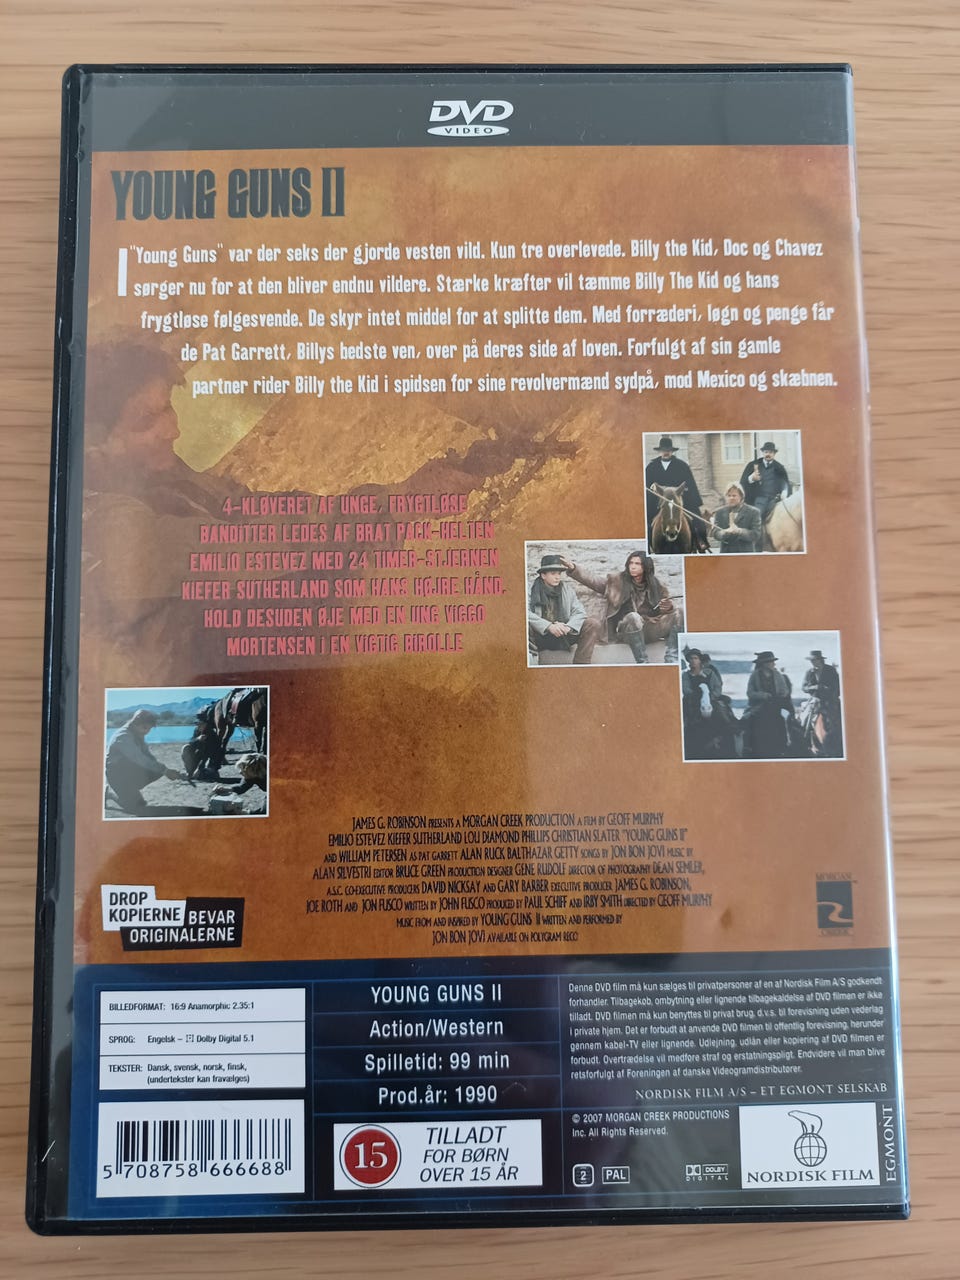 DVD
VIDEO
YOUNG GUNS II
I "Young Guns" var der seks der gjorde vesten vild. Kun tre overlevede. Billy the Kid, Doc og Chavez
sørger nu for at den bliver endnu vildere. Stærke kræfter vil tæmme Billy The Kid og hans
frygtløse følgesvende. De skyr intet middel for at splitte dem. Med forræderi, løgn og penge får
de Pat Garrett, Billys bedste ven, over på deres side af loven. Forfulgt af sin gamle
partner rider Billy the Kid i spidsen for sine revolvermænd sydpå, mod Mexico og skæbnen.
4-KLØVERET AF UNGE, FRYGTLØSE
BANDITTER LEDES AF BRAT PACK-HELTEN
EMILIO ESTEVEZ MED 24 TIMER-STJERNEN
KIEFER SUTHERLAND SOM HANS HØJRE HÅND.
HOLD DESUDEN ØJE MED EN UNG VIGGO
MORTENSEN I EN VIGTIG BIROLLE
JAMES G. ROBINSON PRESENTS A MORGAN CREEK PRODUCTION A FILM BY GEOFF MURPHY
EMILIO ESTEVEZ KIEFER SUTHERLAND LOU DIAMOND PHILLIPS CHRISTIAN SLATER "YOUNG GUNS II"
AND WILLIAM PETERSEN AS PAT GARRETT ALAN RUCK BALTHAZAR GETTY SONGS BY JON BON JOVI MUSIC BY
ALAN SILVESTRI EDITOR BRUCE GREEN PRODUCTION DESIGNER GENE RUDOLF DIRECTOR OF PHOTOGRAPHY DEAN SEMLER,
A.S.C. CO-EXECUTIVE PRODUCERS DAVID NICKSAY AND GARY BARBER EXECUTIVE PRODUCER JAMES G. ROBINSON,
JOE ROTH AND JON FUSCO WRITTEN BY JOHN FUSCO PRODUCED BY PAUL SCHIFF AND IRBY SMITH DIRECTED BY GEOFF MURPHY
MUSIC FROM AND INSPIRED BY YOUNG GUNS II WRITTEN AND PERFORMED BY
JON BON JOVI AVAILABLE ON POLYGRAM RECO
DROP
KOPIERNE
BEVAR
ORIGINALERNE
MORGAN
CREEK
BILLEDFORMAT: 16:9 Anamorphic 2.35:1
SPROG: Engelsk – Dolby Digital 5.1
TEKSTER: Dansk, svensk, norsk, finsk,
(undertekster kan fravælges)
5 708758 666688
YOUNG GUNS II
Action/Western
Spilletid: 99 min
Prod.år: 1990
15
TILLADT
FOR BØRN
OVER 15 ÅR
Denne DVD film må kun sælges til privatpersoner af en af Nordisk Film A/S godkendt
forhandler. Tilbagekøb, ombytning eller lignende tilbagekaldelse af DVD filmen er ikke
tilladt. DVD filmen må kun benyttes til privat brug, d.v.s. til forevisning uden vederlag
i private hjem. Det er forbudt at anvende DVD filmen til offentlig forevisning, herunder
gennem kabel-TV eller lignende. Udlejning, udlån eller kopiering af DVD filmen er
forbudt. Overtrædelse vil medføre straf og erstatningspligt. Endvidere vil man blive
retsforfulgt af Foreningen af danske Videogramdistributører.
NORDISK FILM A/S – ET EGMONT SELSKAB
© 2007 MORGAN CREEK PRODUCTIONS
Inc. All Rights Reserved.
2
PAL
DOLBY
DIGITAL
NORDISK FILM
EGMONT